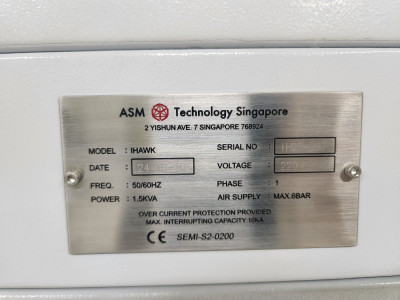 ASM Technology Singapore
2 YISHUN AVE. 7 SINGAPORE 768924
MODEL : IHAWK SERIAL NO :
DATE : VOLTAGE :
FREQ. : 50/60HZ PHASE : 1
POWER : 1.5KVA AIR SUPPLY : MAX.6BAR
OVER CURRENT PROTECTION PROVIDED
MAX. INTERRUPTING CAPACITY: 10KA
CE SEMI-S2-0200